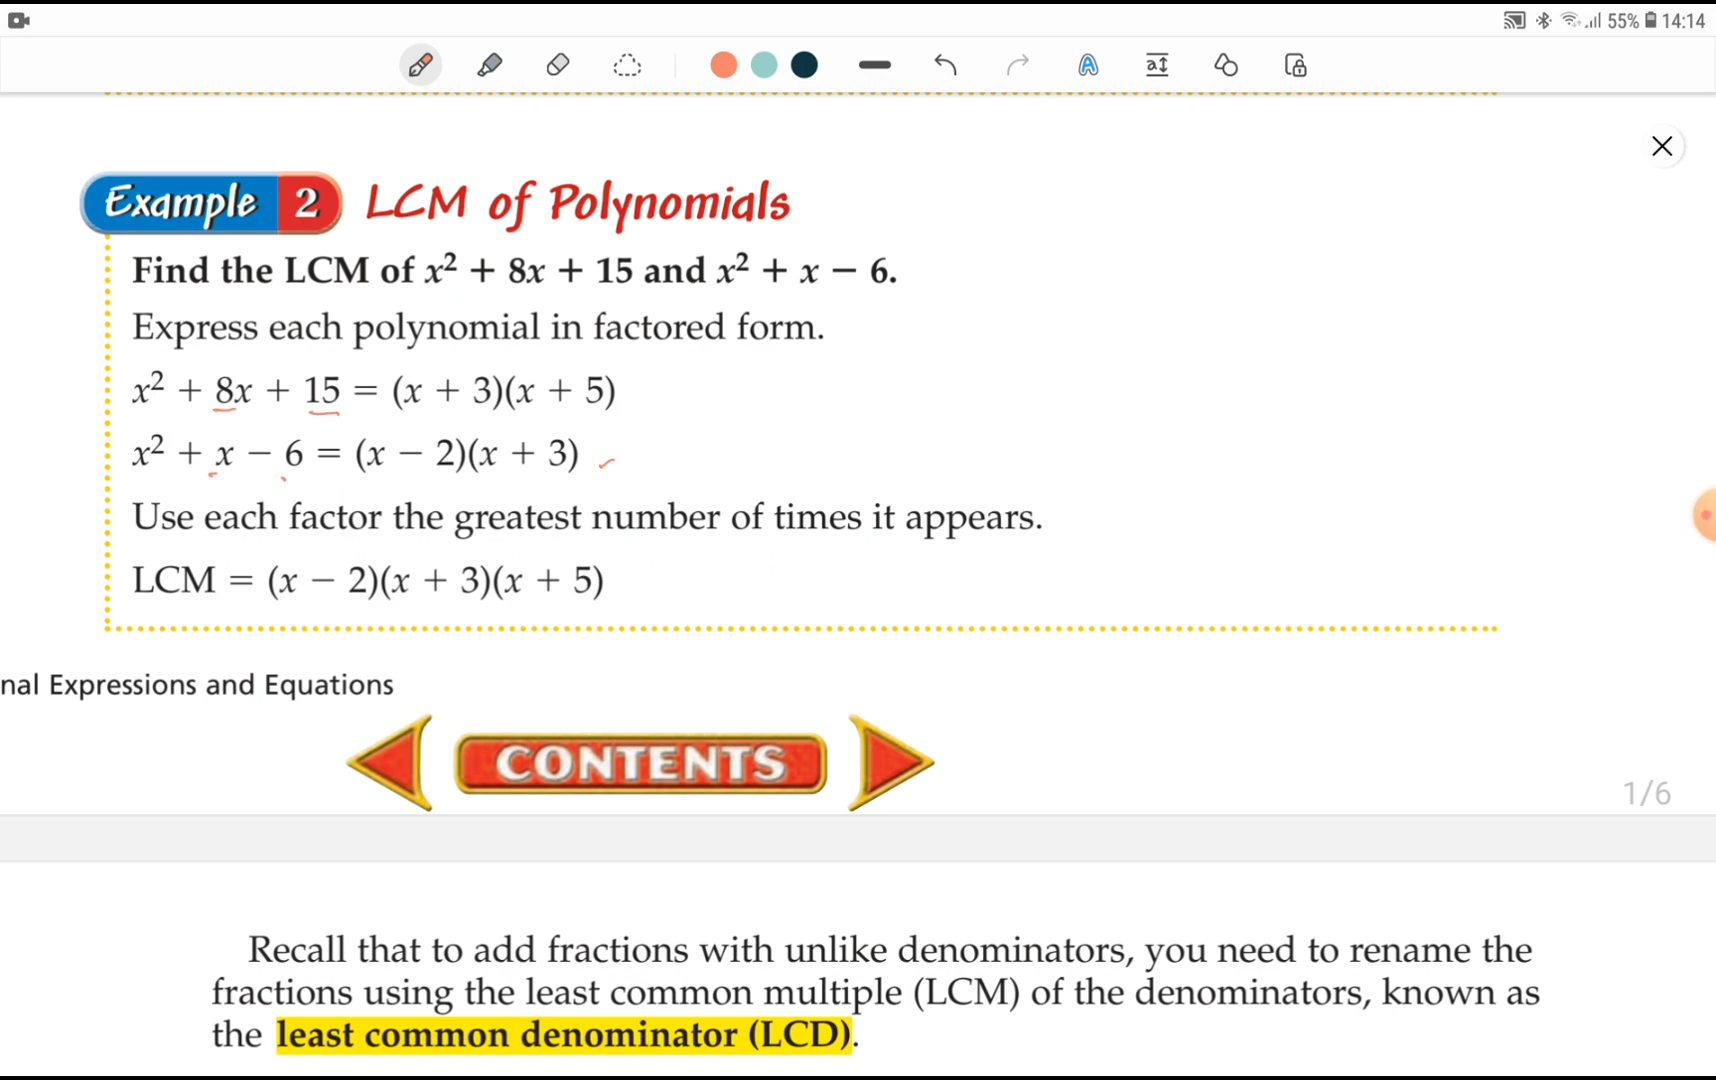 55% 14:14
Example 2 LCM of Polynomials
Find the LCM of x² + 8x + 15 and x² + x − 6.
Express each polynomial in factored form.
x² + 8x + 15 = (x + 3)(x + 5)
x² + x − 6 = (x − 2)(x + 3)
Use each factor the greatest number of times it appears.
LCM = (x − 2)(x + 3)(x + 5)
nal Expressions and Equations
CONTENTS
1/6
Recall that to add fractions with unlike denominators, you need to rename the
fractions using the least common multiple (LCM) of the denominators, known as
the least common denominator (LCD).